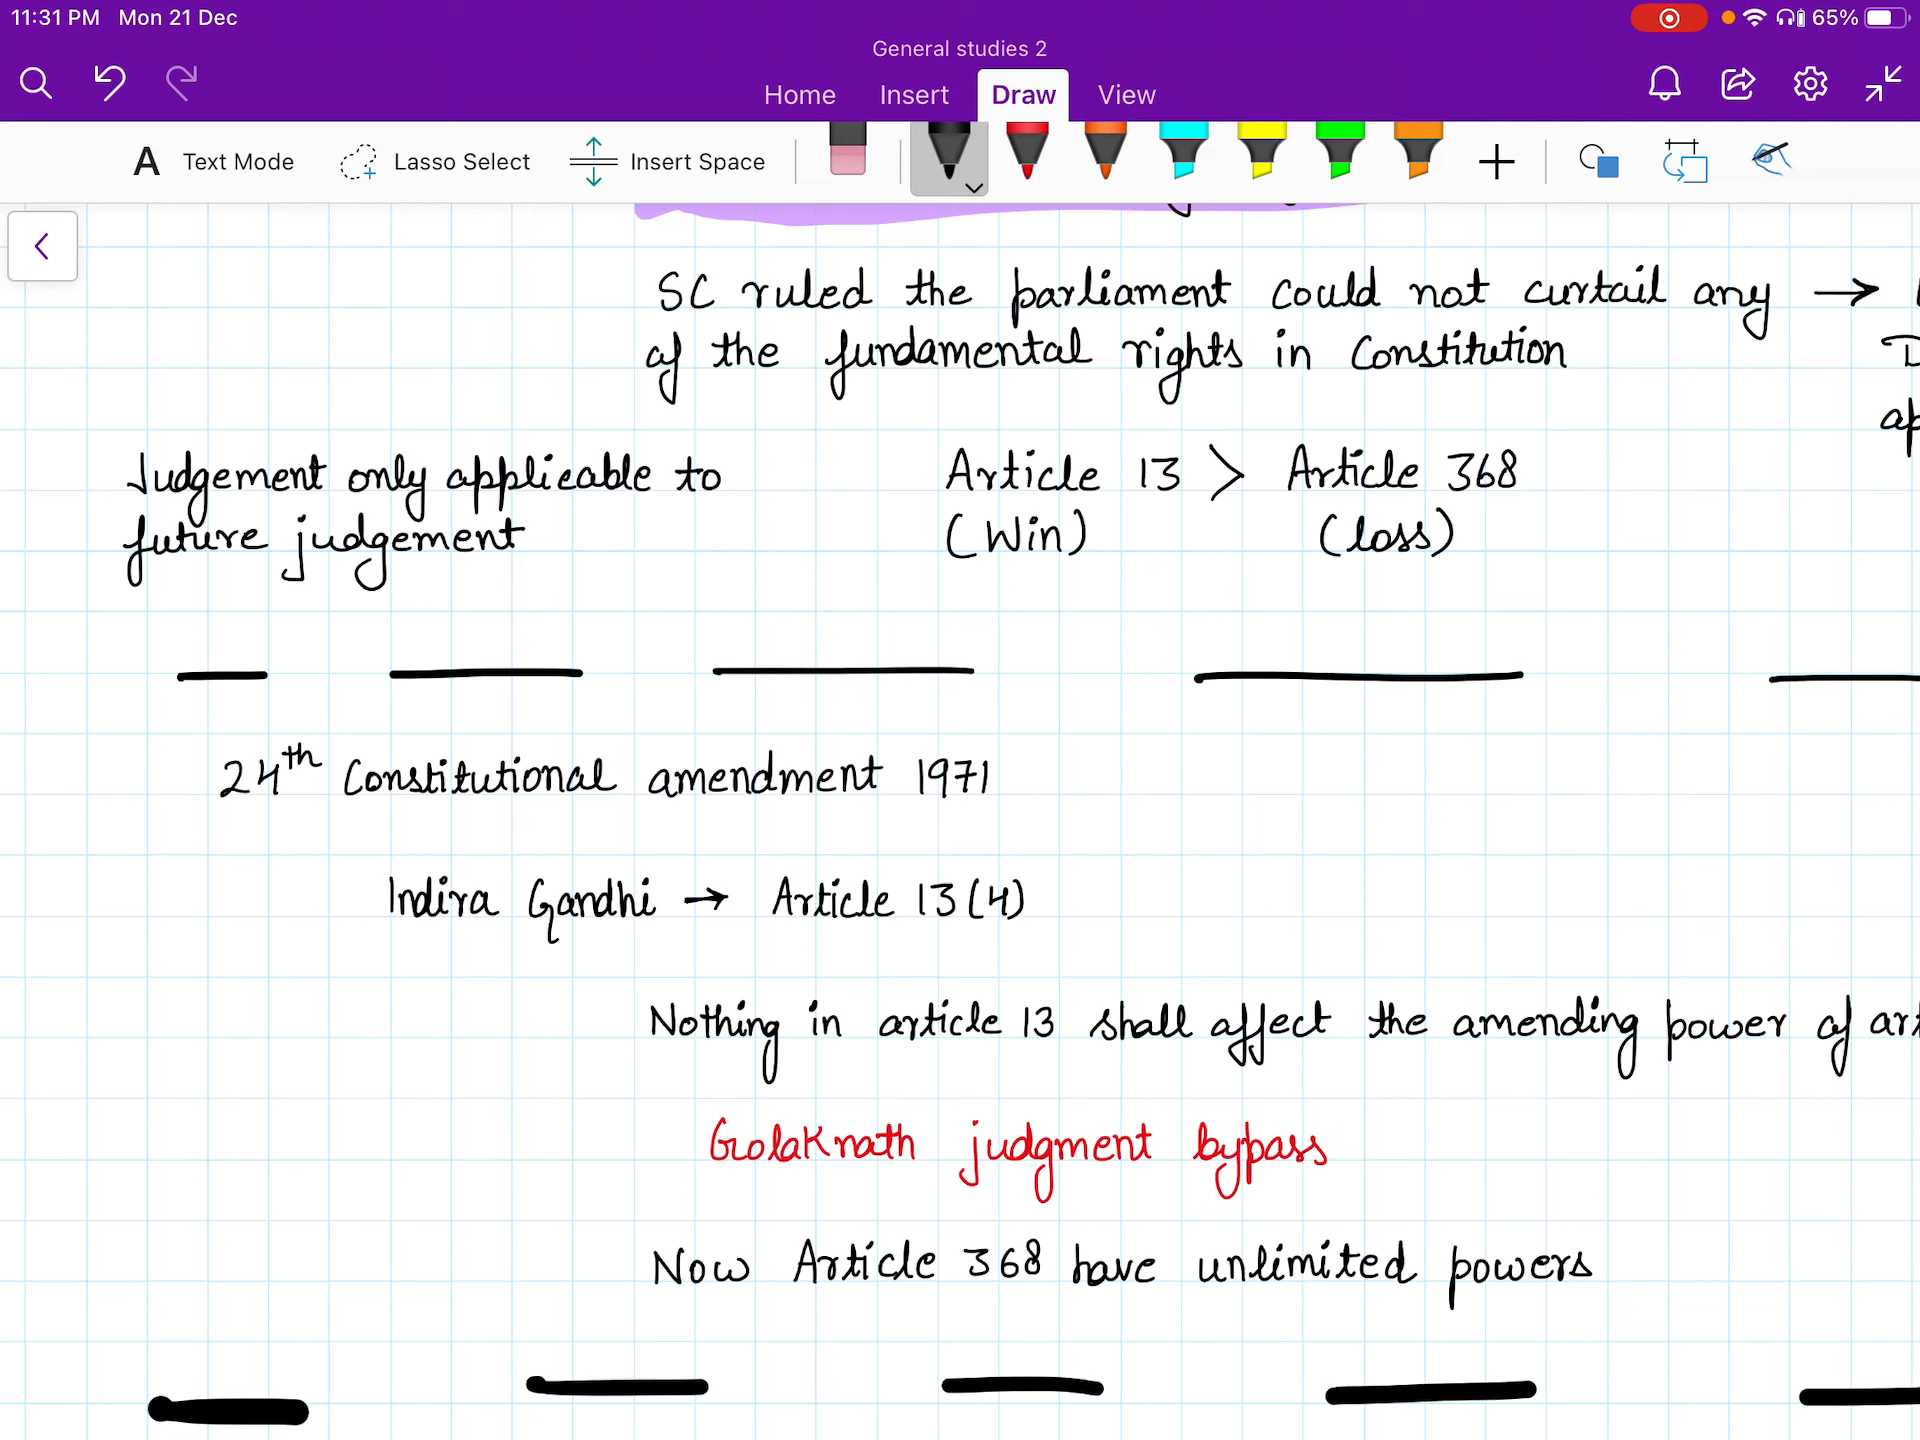 11:31 PM Mon 21 Dec
65%
General studies 2
Home Insert Draw View
A Text Mode Lasso Select Insert Space
SC ruled the parliament could not curtail any →
of the fundamental rights in Constitution
Judgement only applicable to
future judgement
Article 13 > Article 368
(Win) (loss)
24th Constitutional amendment 1971
Indira Gandhi → Article 13(4)
Nothing in article 13 shall affect the amending power of
Golaknath judgment bypass
Now Article 368 have unlimited powers